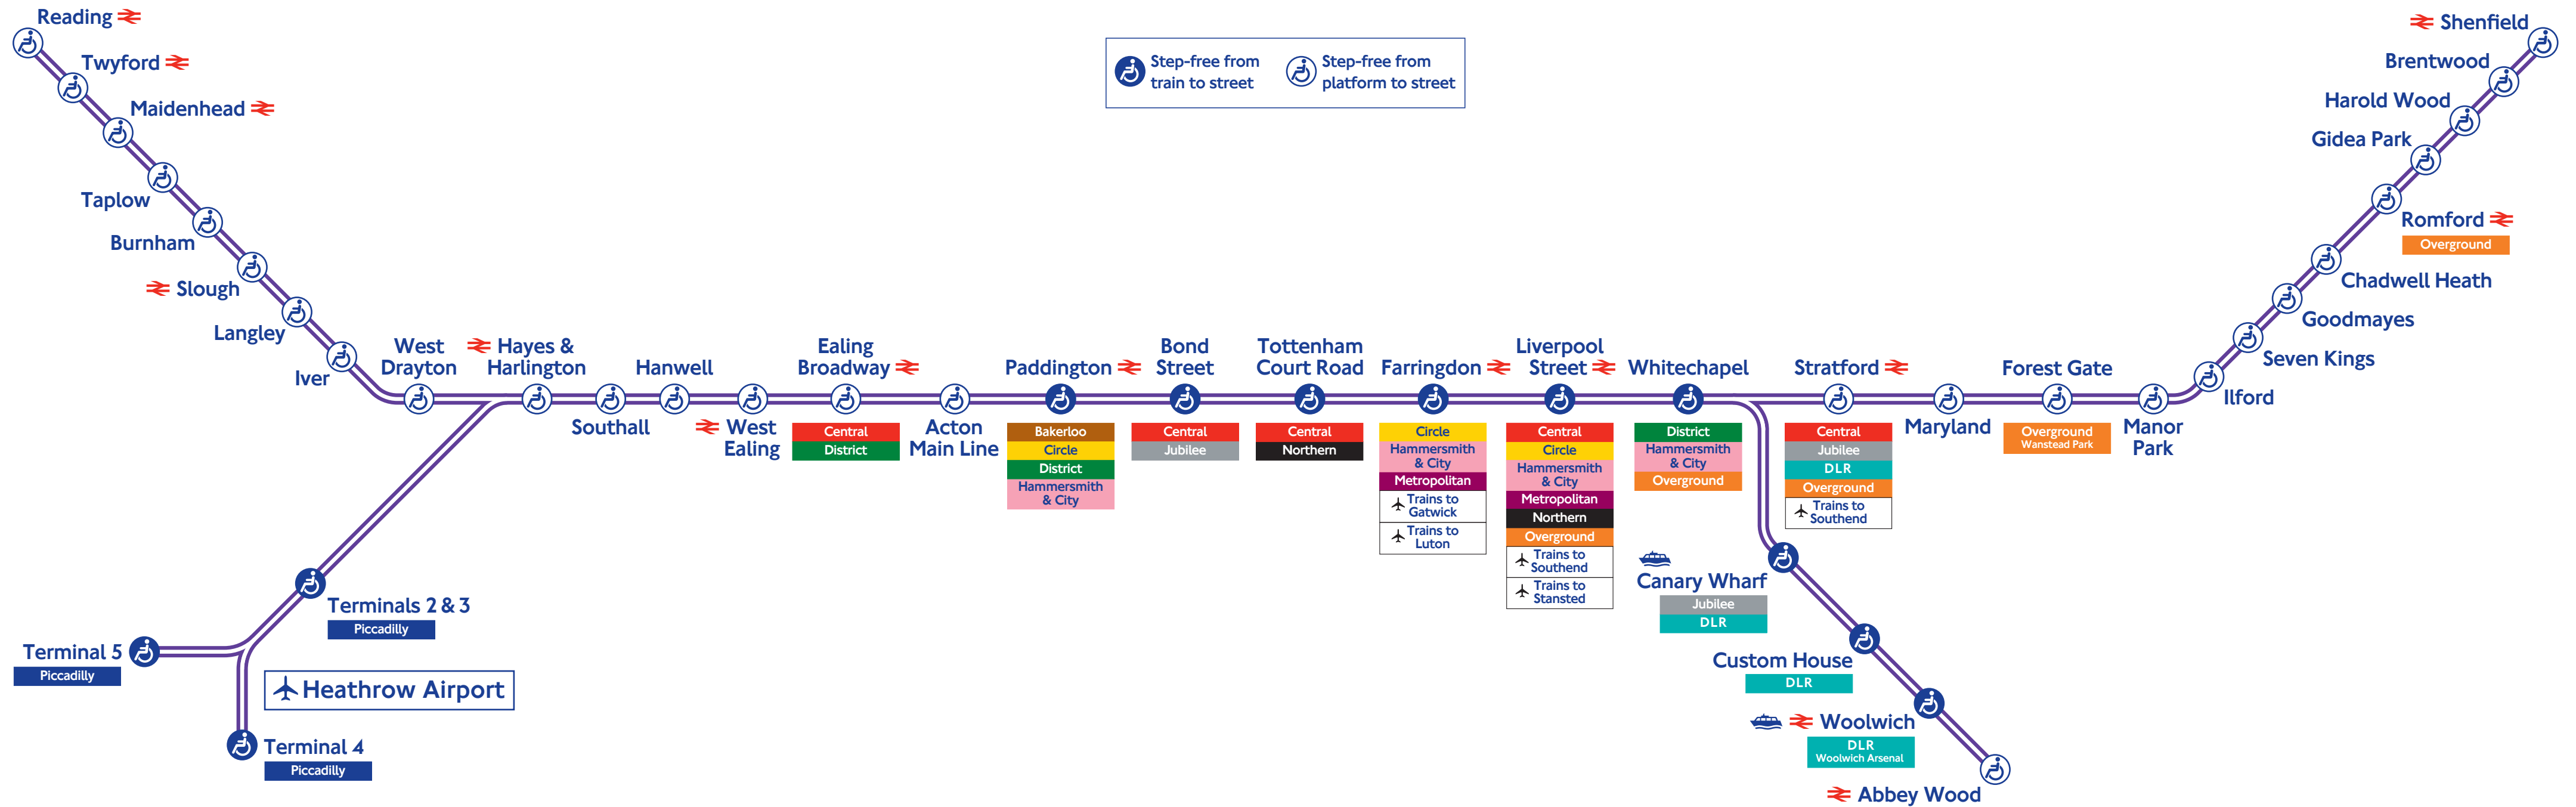 Reading
Twyford
Maidenhead
Taplow
Burnham
Slough
Langley
Iver
West
Drayton
Hayes &
Harlington
Southall
Hanwell
West
Ealing
Ealing
Broadway
Central
District
Acton
Main Line
Paddington
Bakerloo
Circle
District
Hammersmith
& City
Bond
Street
Central
Jubilee
Tottenham
Court Road
Central
Northern
Farringdon
Circle
Hammersmith
& City
Metropolitan
Trains to
Gatwick
Trains to
Luton
Liverpool
Street
Central
Circle
Hammersmith
& City
Metropolitan
Northern
Overground
Trains to
Southend
Trains to
Stansted
Whitechapel
District
Hammersmith
& City
Overground
Stratford
Central
Jubilee
DLR
Overground
Trains to
Southend
Maryland
Forest Gate
Overground
Wanstead Park
Manor
Park
Ilford
Seven Kings
Goodmayes
Chadwell Heath
Romford
Overground
Gidea Park
Harold Wood
Brentwood
Shenfield
Step-free from
train to street
Step-free from
platform to street
Terminals 2 & 3
Piccadilly
Terminal 5
Piccadilly
Heathrow Airport
Terminal 4
Piccadilly
Canary Wharf
Jubilee
DLR
Custom House
DLR
Woolwich
DLR
Woolwich Arsenal
Abbey Wood